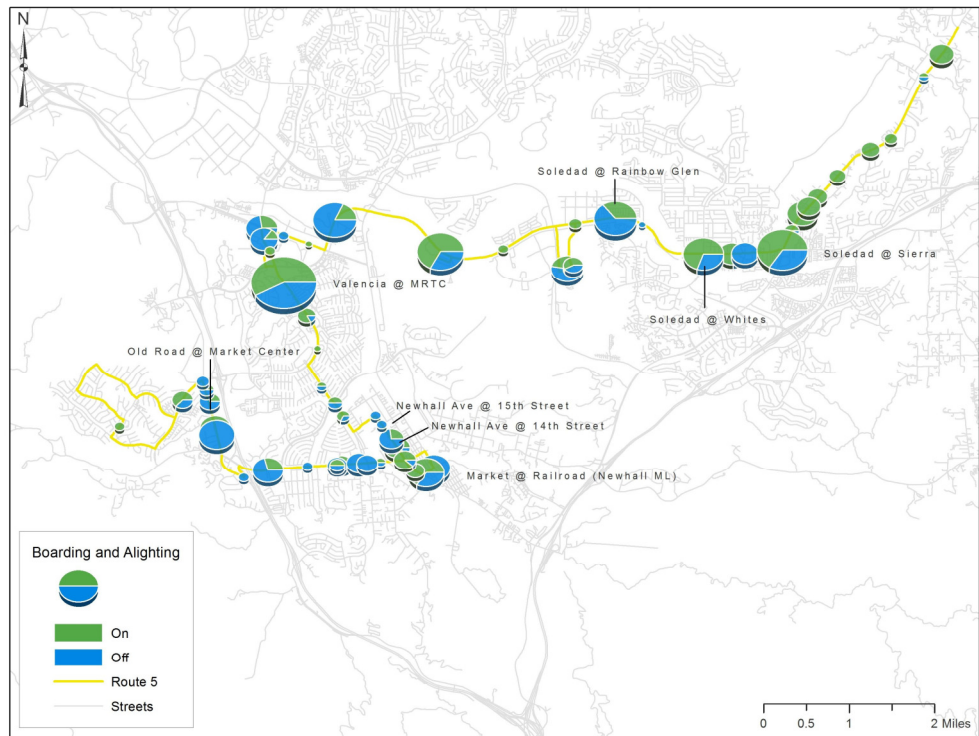 N
Soledad @ Rainbow Glen
Soledad @ Sierra
Valencia @ MRTC
Soledad @ Whites
Old Road @ Market Center
Newhall Ave @ 15th Street
Newhall Ave @ 14th Street
Market @ Railroad (Newhall ML)
Boarding and Alighting
On
Off
Route 5
Streets
0 0.5 1 2 Miles